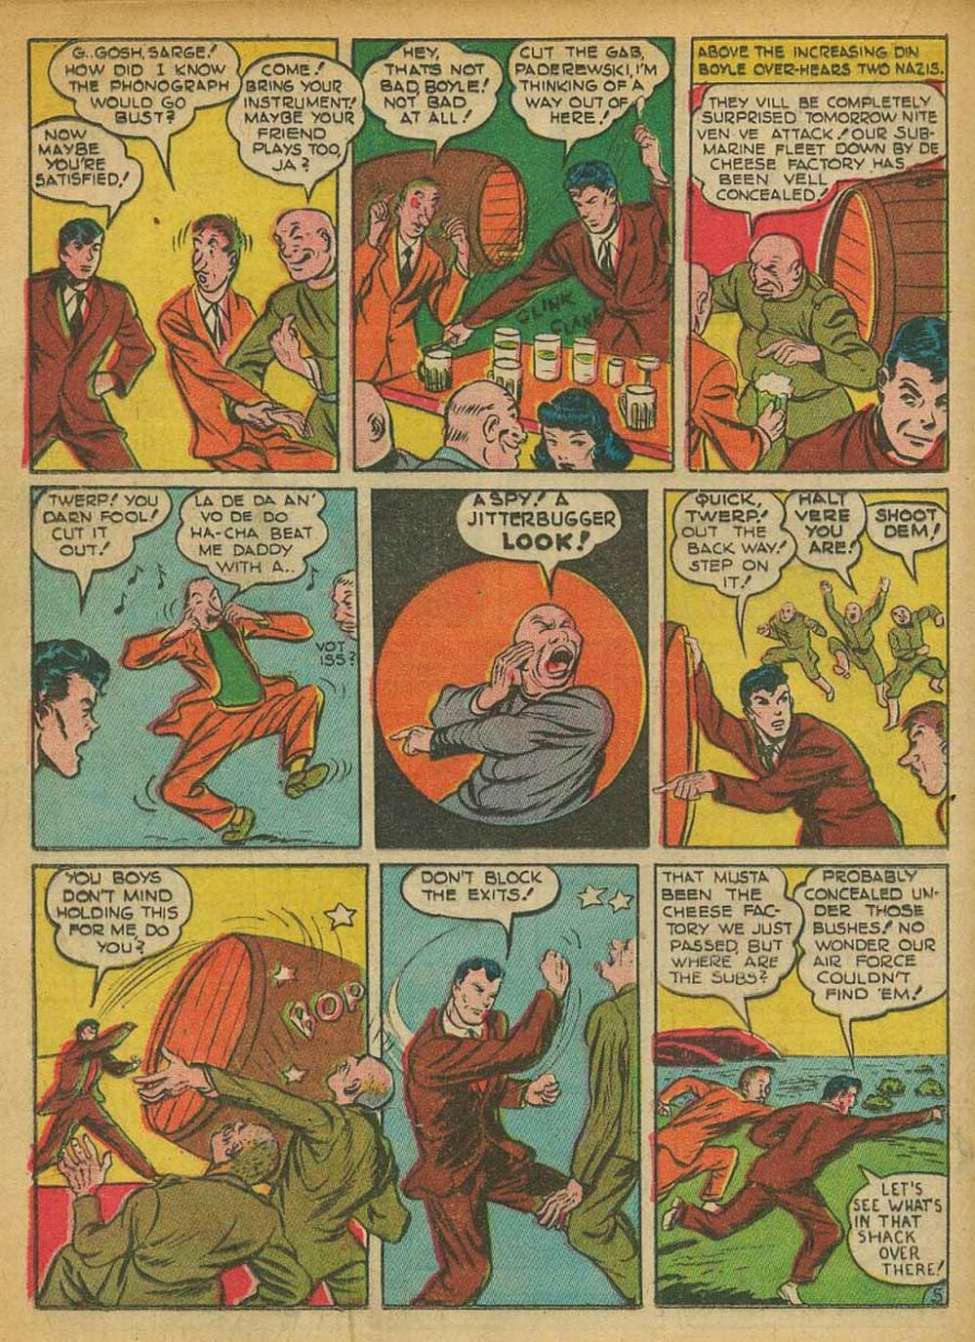 G..GOSH, SARGE!
HOW DID I KNOW
THE PHONOGRAPH
WOULD GO
BUST?
NOW
MAYBE
YOU'RE
SATISFIED!
COME!
BRING YOUR
INSTRUMENT!
MAYBE YOUR
FRIEND
PLAYS TOO,
JA?
HEY,
THATS NOT
BAD, BOYLE!
NOT BAD
AT ALL!
CUT THE GAB,
PADEREWSKI, I'M
THINKING OF A
WAY OUT OF
HERE!
CLINK
CLANK
ABOVE THE INCREASING DIN
BOYLE OVER-HEARS TWO NAZIS.
THEY VILL BE COMPLETELY
SURPRISED TOMORROW NITE
VEN VE ATTACK! OUR SUB-
MARINE FLEET DOWN BY DE
CHEESE FACTORY HAS
BEEN VELL
CONCEALED!
TWERP! YOU
DARN FOOL!
CUT IT
OUT!
LA DE DA AN'
VO DE DO
HA-CHA BEAT
ME DADDY
WITH A..
VOT
ISS?
A SPY! A
JITTERBUGGER
LOOK!
QUICK,
TWERP!
OUT THE
BACK WAY!
STEP ON
IT!
HALT
VERE
YOU
ARE!
SHOOT
DEM!
YOU BOYS
DON'T MIND
HOLDING THIS
FOR ME, DO
YOU?
BOP
DON'T BLOCK
THE EXITS!
THAT MUSTA
BEEN THE
CHEESE FAC-
TORY WE JUST
PASSED, BUT
WHERE ARE
THE SUBS?
PROBABLY
CONCEALED UN-
DER THOSE
BUSHES! NO
WONDER OUR
AIR FORCE
COULDN'T
FIND 'EM!
LET'S
SEE WHAT'S
IN THAT
SHACK
OVER
THERE!
5